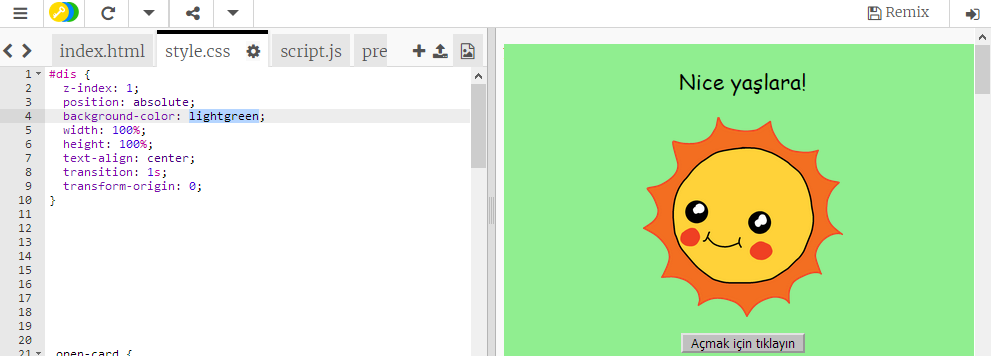 Remix
index.html
style.css
script.js
pre
1 #dis {
2 z-index: 1;
3 position: absolute;
4 background-color: lightgreen;
5 width: 100%;
6 height: 100%;
7 text-align: center;
8 transition: 1s;
9 transform-origin: 0;
10 }
11
12
13
14
15
16
17
18
19
20
21 open-card {
Nice yaşlara!
Açmak için tıklayın